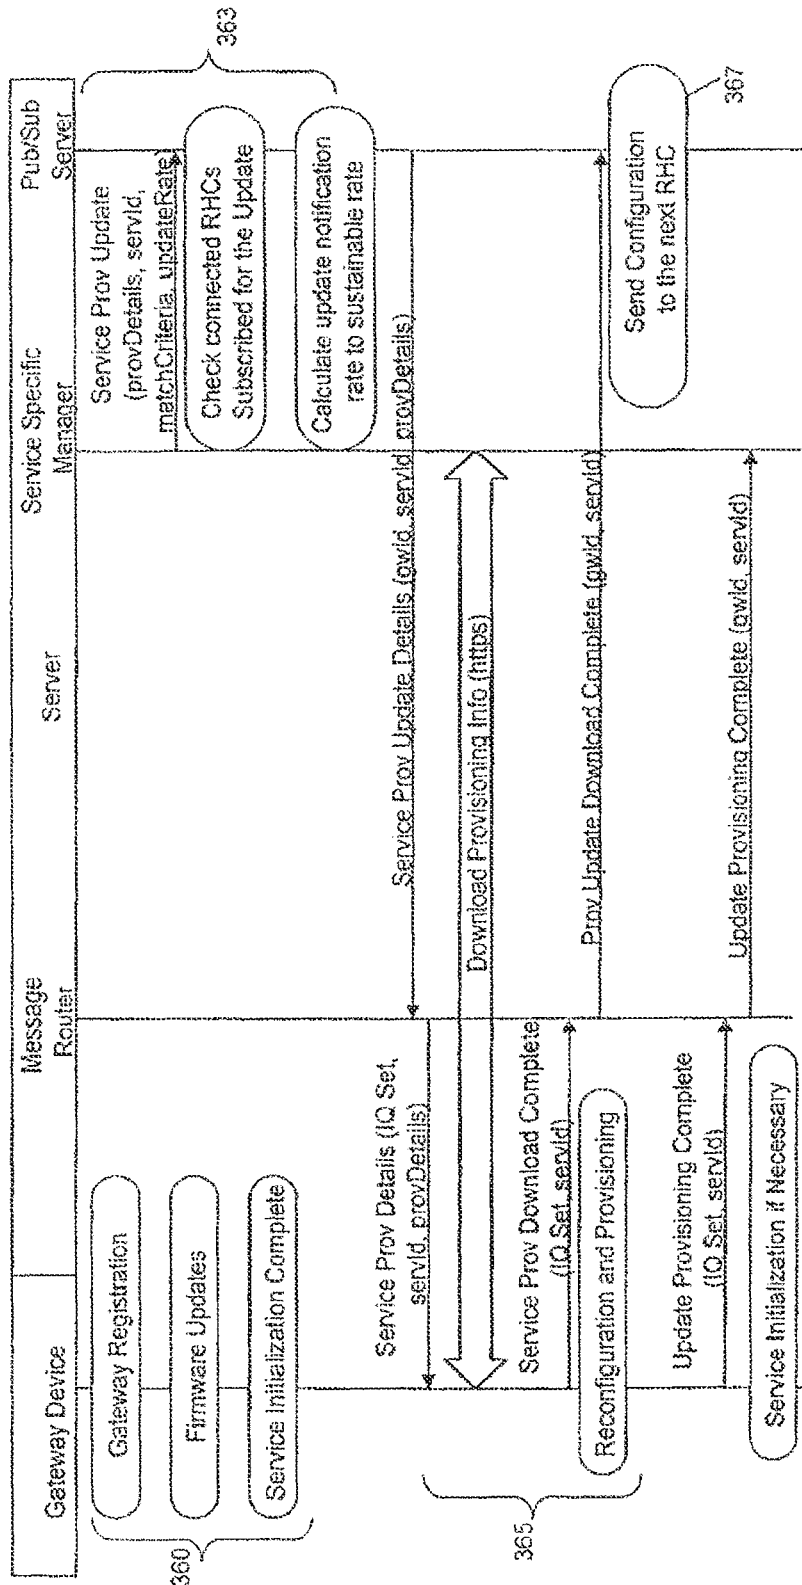 Gateway Device
Message
Router
Server
Service Specific
Manager
Pub/Sub
Server
360
Gateway Registration
Firmware Updates
Service Initialization Complete
Service Prov Update
(provDetails, servId,
matchCriteria, updateRate)
363
Check connected RHCs
Subscribed for the Update
Calculate update notification
rate to sustainable rate
Service Prov Update Details (gwId, servId, provDetails)
Service Prov Details (IQ Set,
servId, provDetails)
365
Download Provisioning Info (https)
Service Prov Download Complete
(IQ Set, servId)
Prov Update Download Complete (gwId, servId)
Reconfiguration and Provisioning
Send Configuration
to the next RHC
367
Update Provisioning Complete
(IQ Set, servId)
Update Provisioning Complete (gwId, servId)
Service Initialization if Necessary